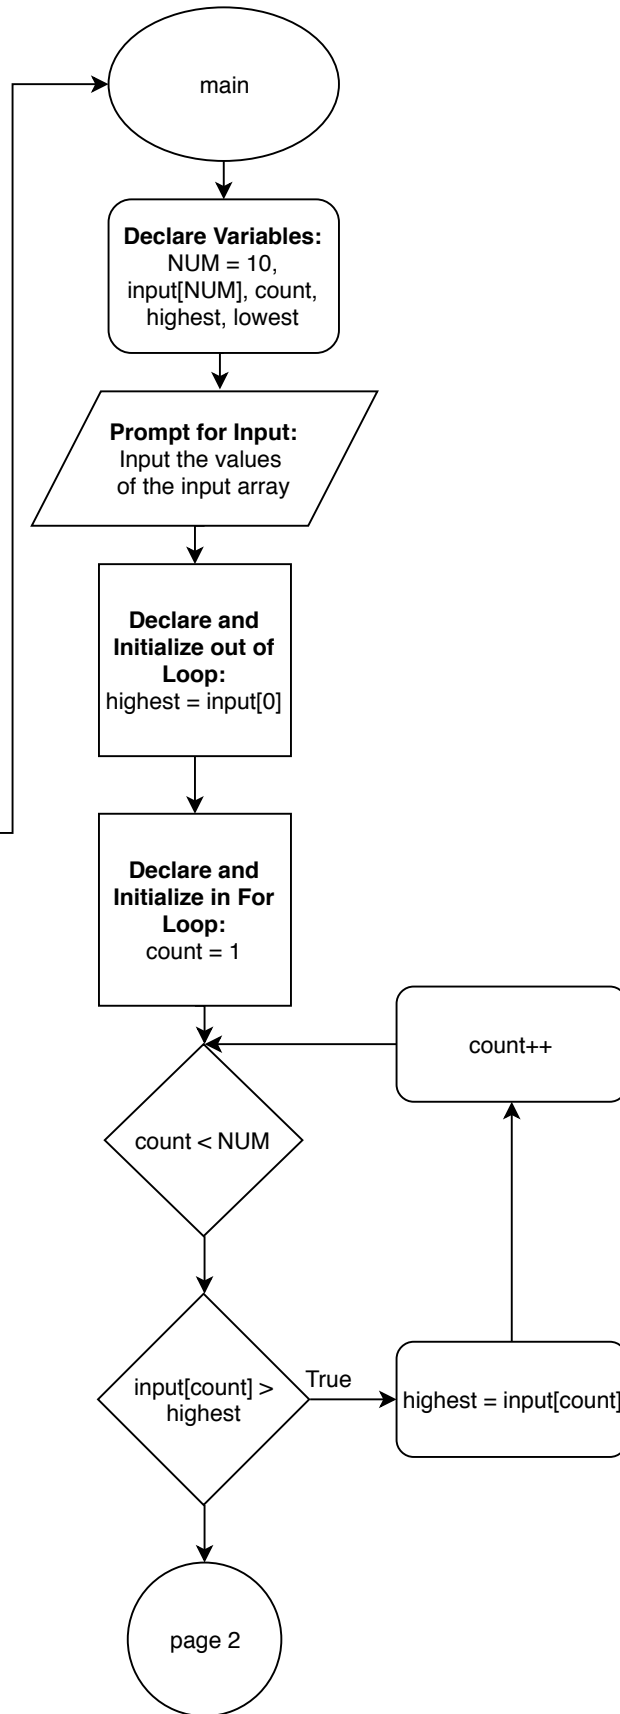 main
Declare Variables:
NUM = 10,
input[NUM], count,
highest, lowest
Prompt for Input:
Input the values
of the input array
Declare and
Initialize out of
Loop:
highest = input[0]
Declare and
Initialize in For
Loop:
count = 1
count++
count < NUM
input[count] >
highest
True
highest = input[count]
page 2